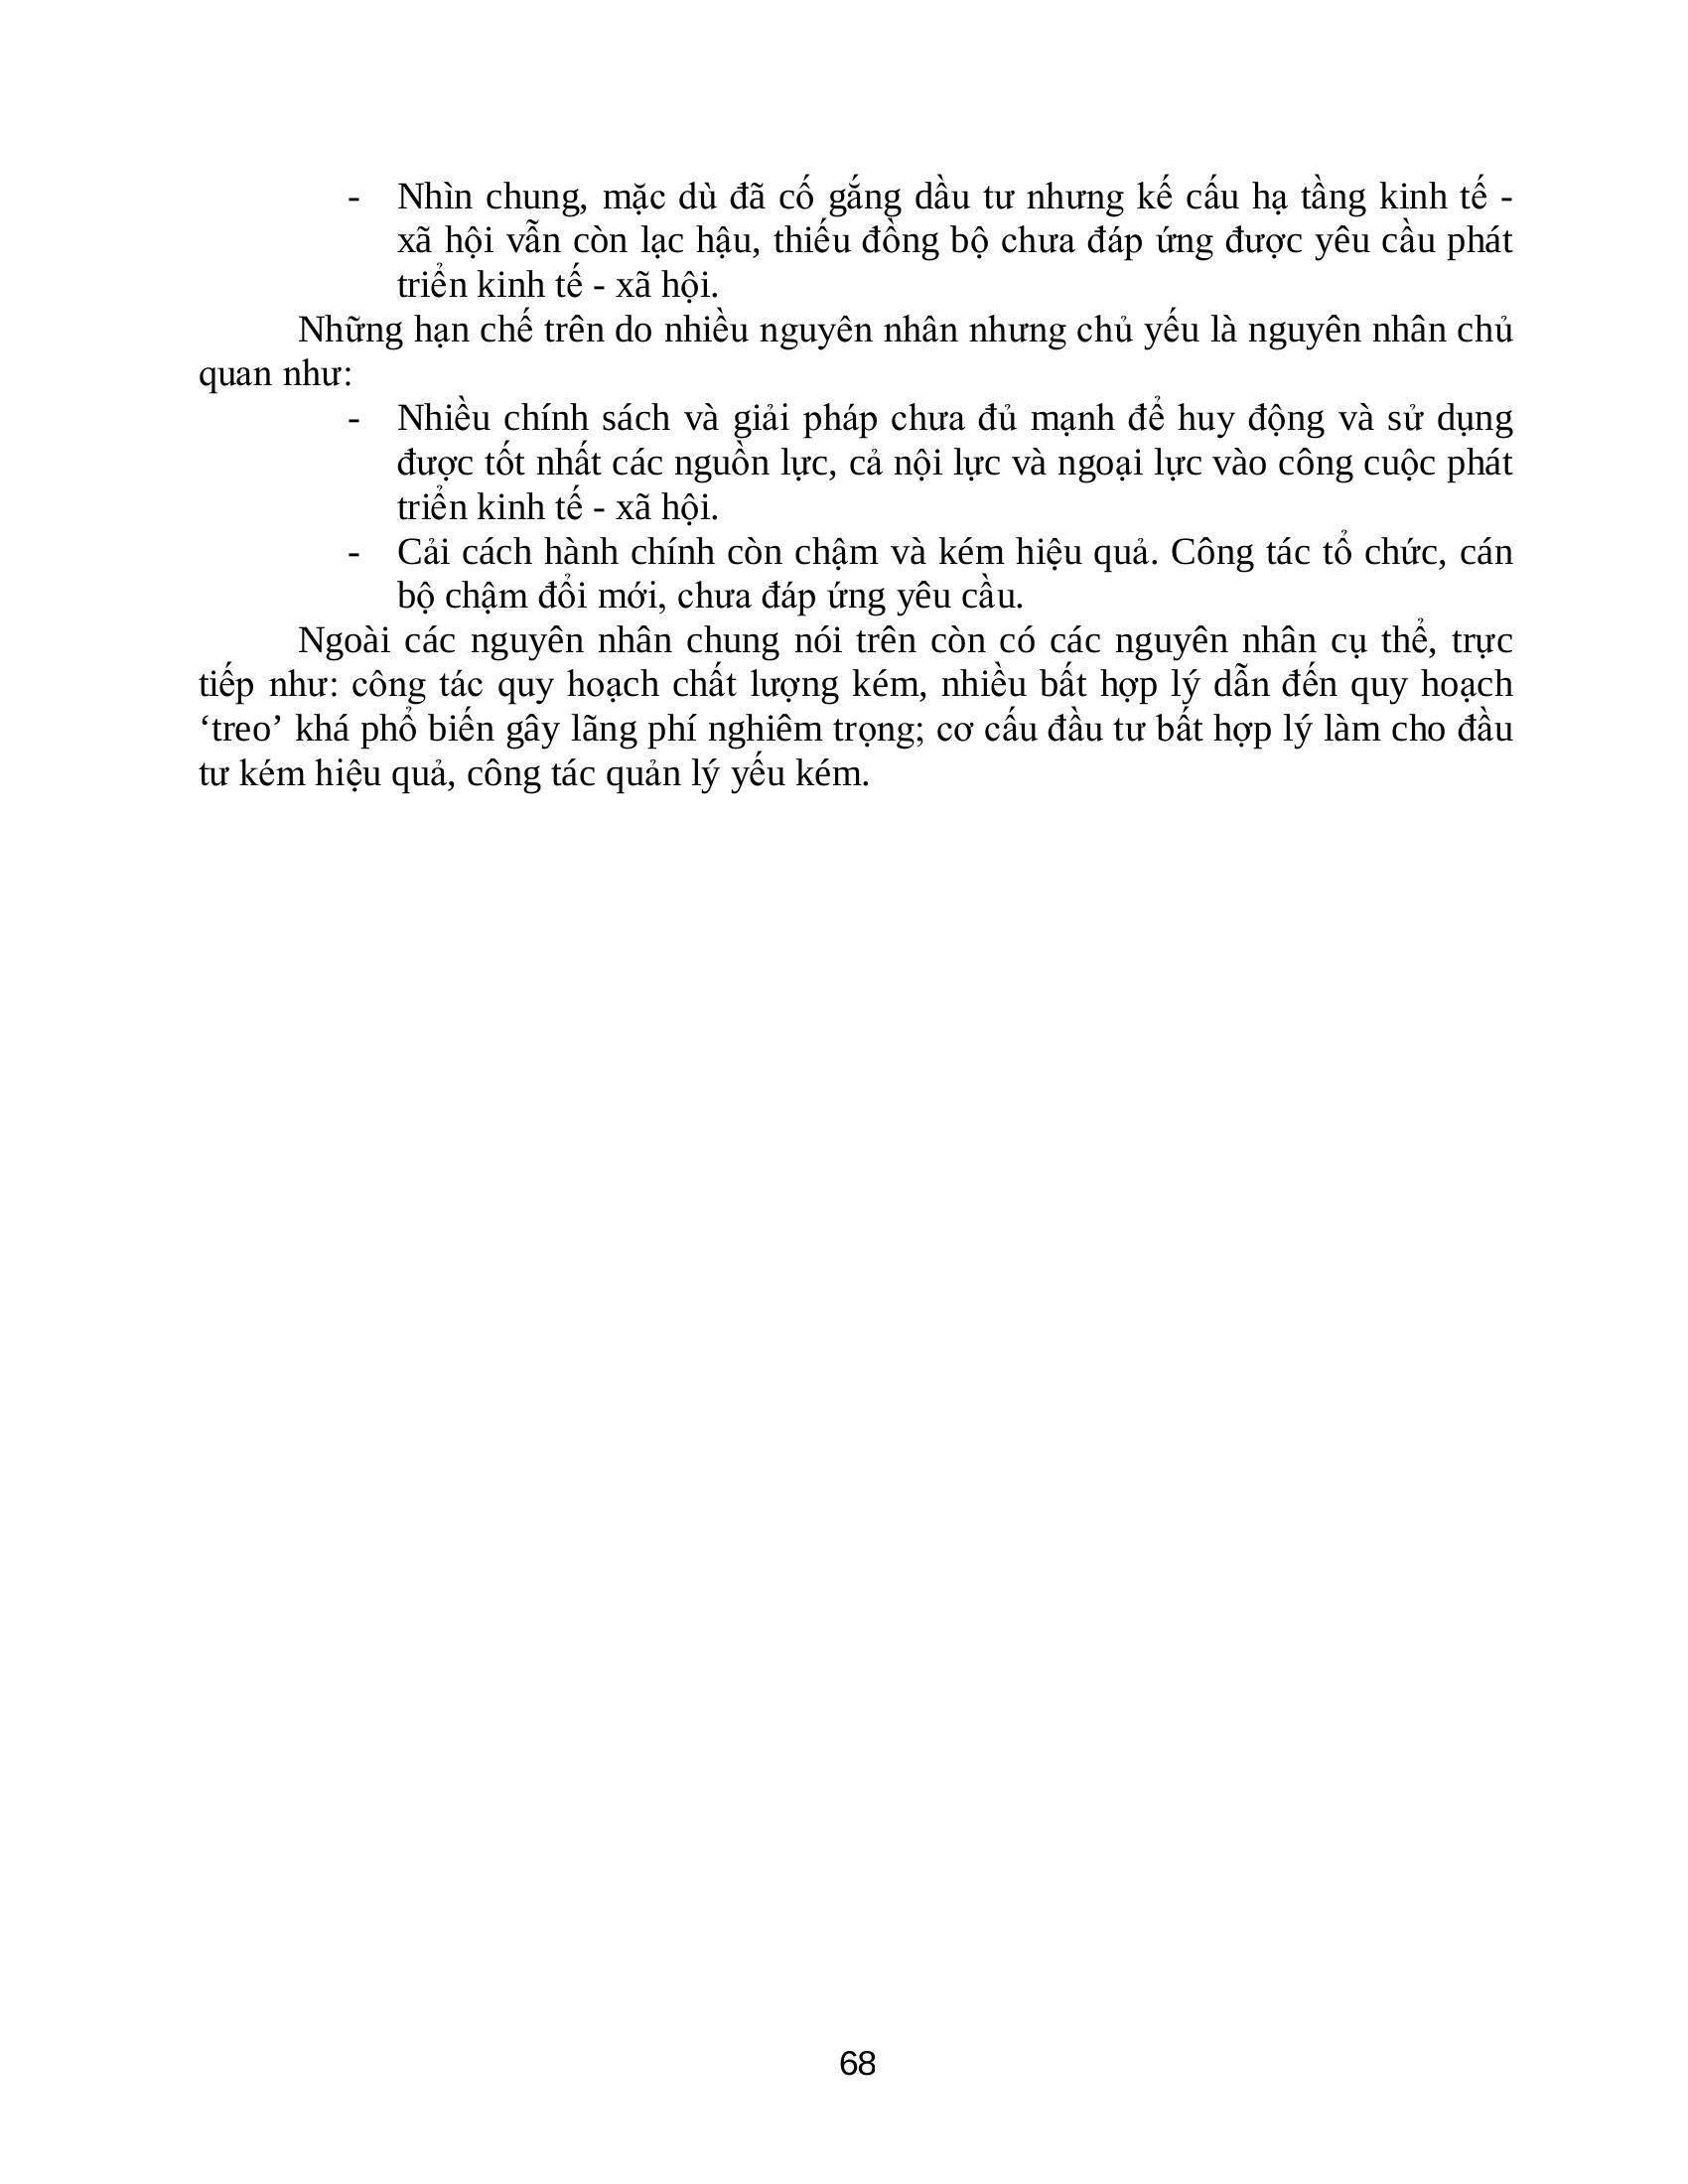 - Nhìn chung, mặc dù đã cố gắng dầu tư nhưng kế cấu hạ tầng kinh tế -
xã hội vẫn còn lạc hậu, thiếu đồng bộ chưa đáp ứng được yêu cầu phát
triển kinh tế - xã hội.
Những hạn chế trên do nhiều nguyên nhân nhưng chủ yếu là nguyên nhân chủ
quan như:
- Nhiều chính sách và giải pháp chưa đủ mạnh để huy động và sử dụng
được tốt nhất các nguồn lực, cả nội lực và ngoại lực vào công cuộc phát
triển kinh tế - xã hội.
- Cải cách hành chính còn chậm và kém hiệu quả. Công tác tổ chức, cán
bộ chậm đổi mới, chưa đáp ứng yêu cầu.
Ngoài các nguyên nhân chung nói trên còn có các nguyên nhân cụ thể, trực
tiếp như: công tác quy hoạch chất lượng kém, nhiều bất hợp lý dẫn đến quy hoạch
‘treo’ khá phổ biến gây lãng phí nghiêm trọng; cơ cấu đầu tư bất hợp lý làm cho đầu
tư kém hiệu quả, công tác quản lý yếu kém.
68